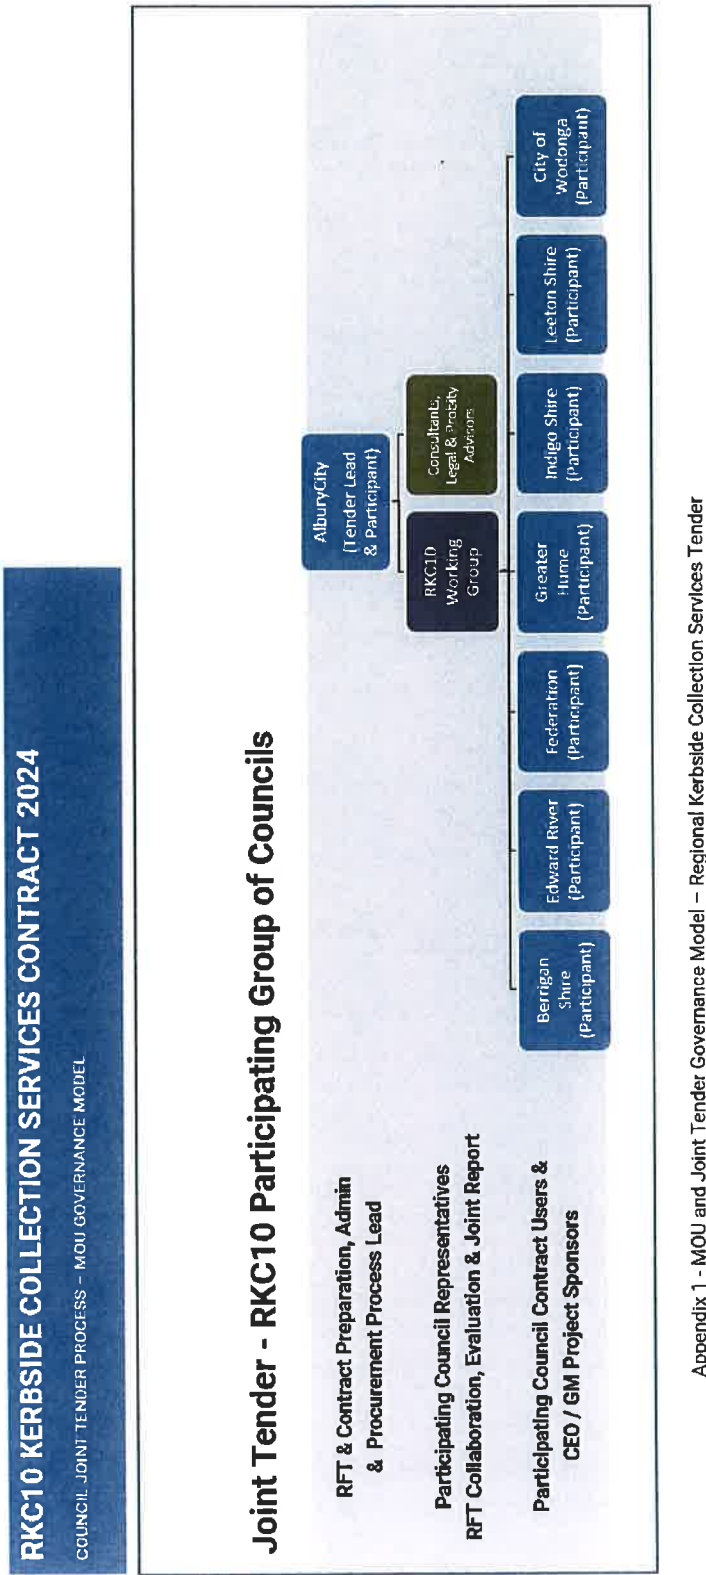 RKC10 KERBSIDE COLLECTION SERVICES CONTRACT 2024
COUNCIL JOINT TENDER PROCESS – MOU GOVERNANCE MODEL
Joint Tender - RKC10 Participating Group of Councils
RFT & Contract Preparation, Admin
& Procurement Process Lead
AlburyCity
(Tender Lead
& Participant)
Participating Council Representatives
RFT Collaboration, Evaluation & Joint Report
RKC10
Working
Group
Consultants,
Legal & Probity
Advisors
Participating Council Contract Users &
CEO / GM Project Sponsors
Berrigan
Shire
(Participant)
Edward River
(Participant)
Federation
(Participant)
Greater
Hume
(Participant)
Indigo Shire
(Participant)
Leeton Shire
(Participant)
City of
Wodonga
(Participant)
Appendix 1 - MOU and Joint Tender Governance Model – Regional Kerbside Collection Services Tender